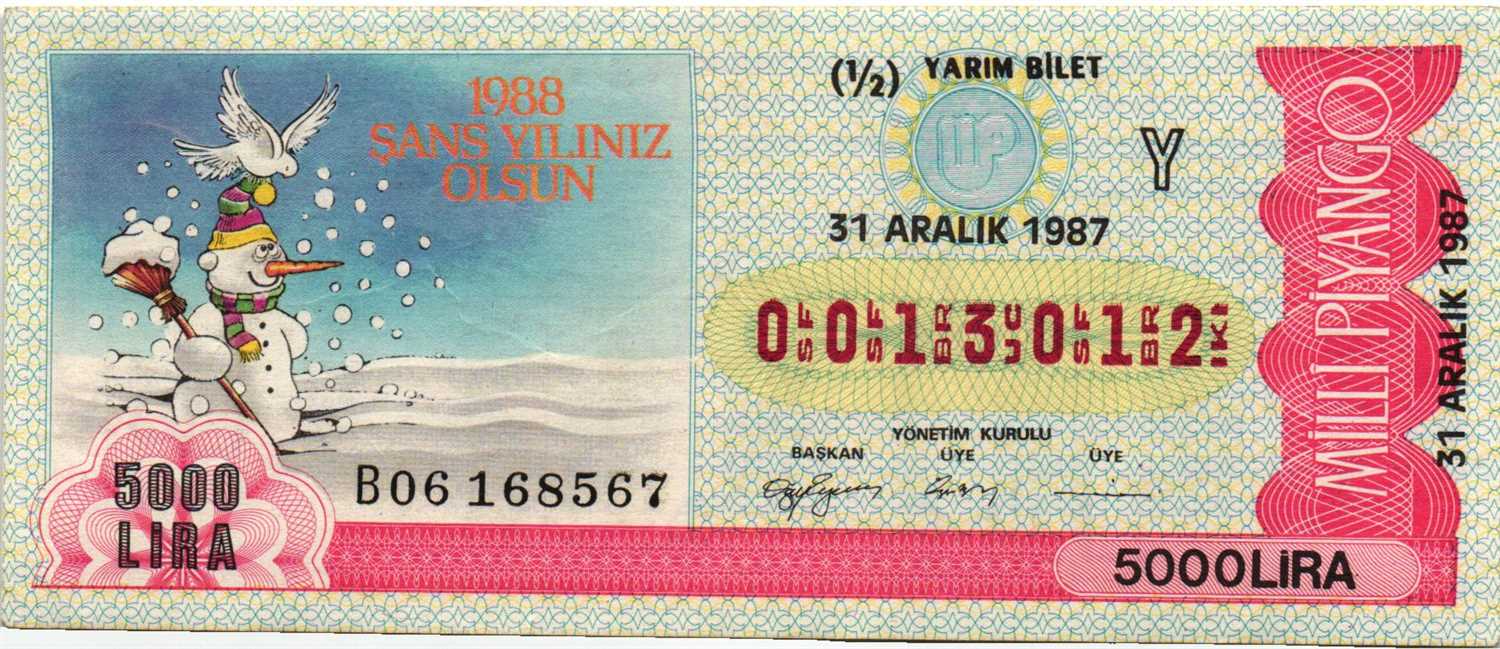 1988
ŞANS YILINIZ
OLSUN
5000
LİRA
B06 168567
(1/2) YARIM BİLET
Y
31 ARALIK 1987
0 SF 0 SF 1 BR 3 ÜC 0 SF 1 BR 2 İKİ
YÖNETİM KURULU
BAŞKAN ÜYE ÜYE
5000LİRA
MİLLİ PİYANGO
31 ARALIK 1987